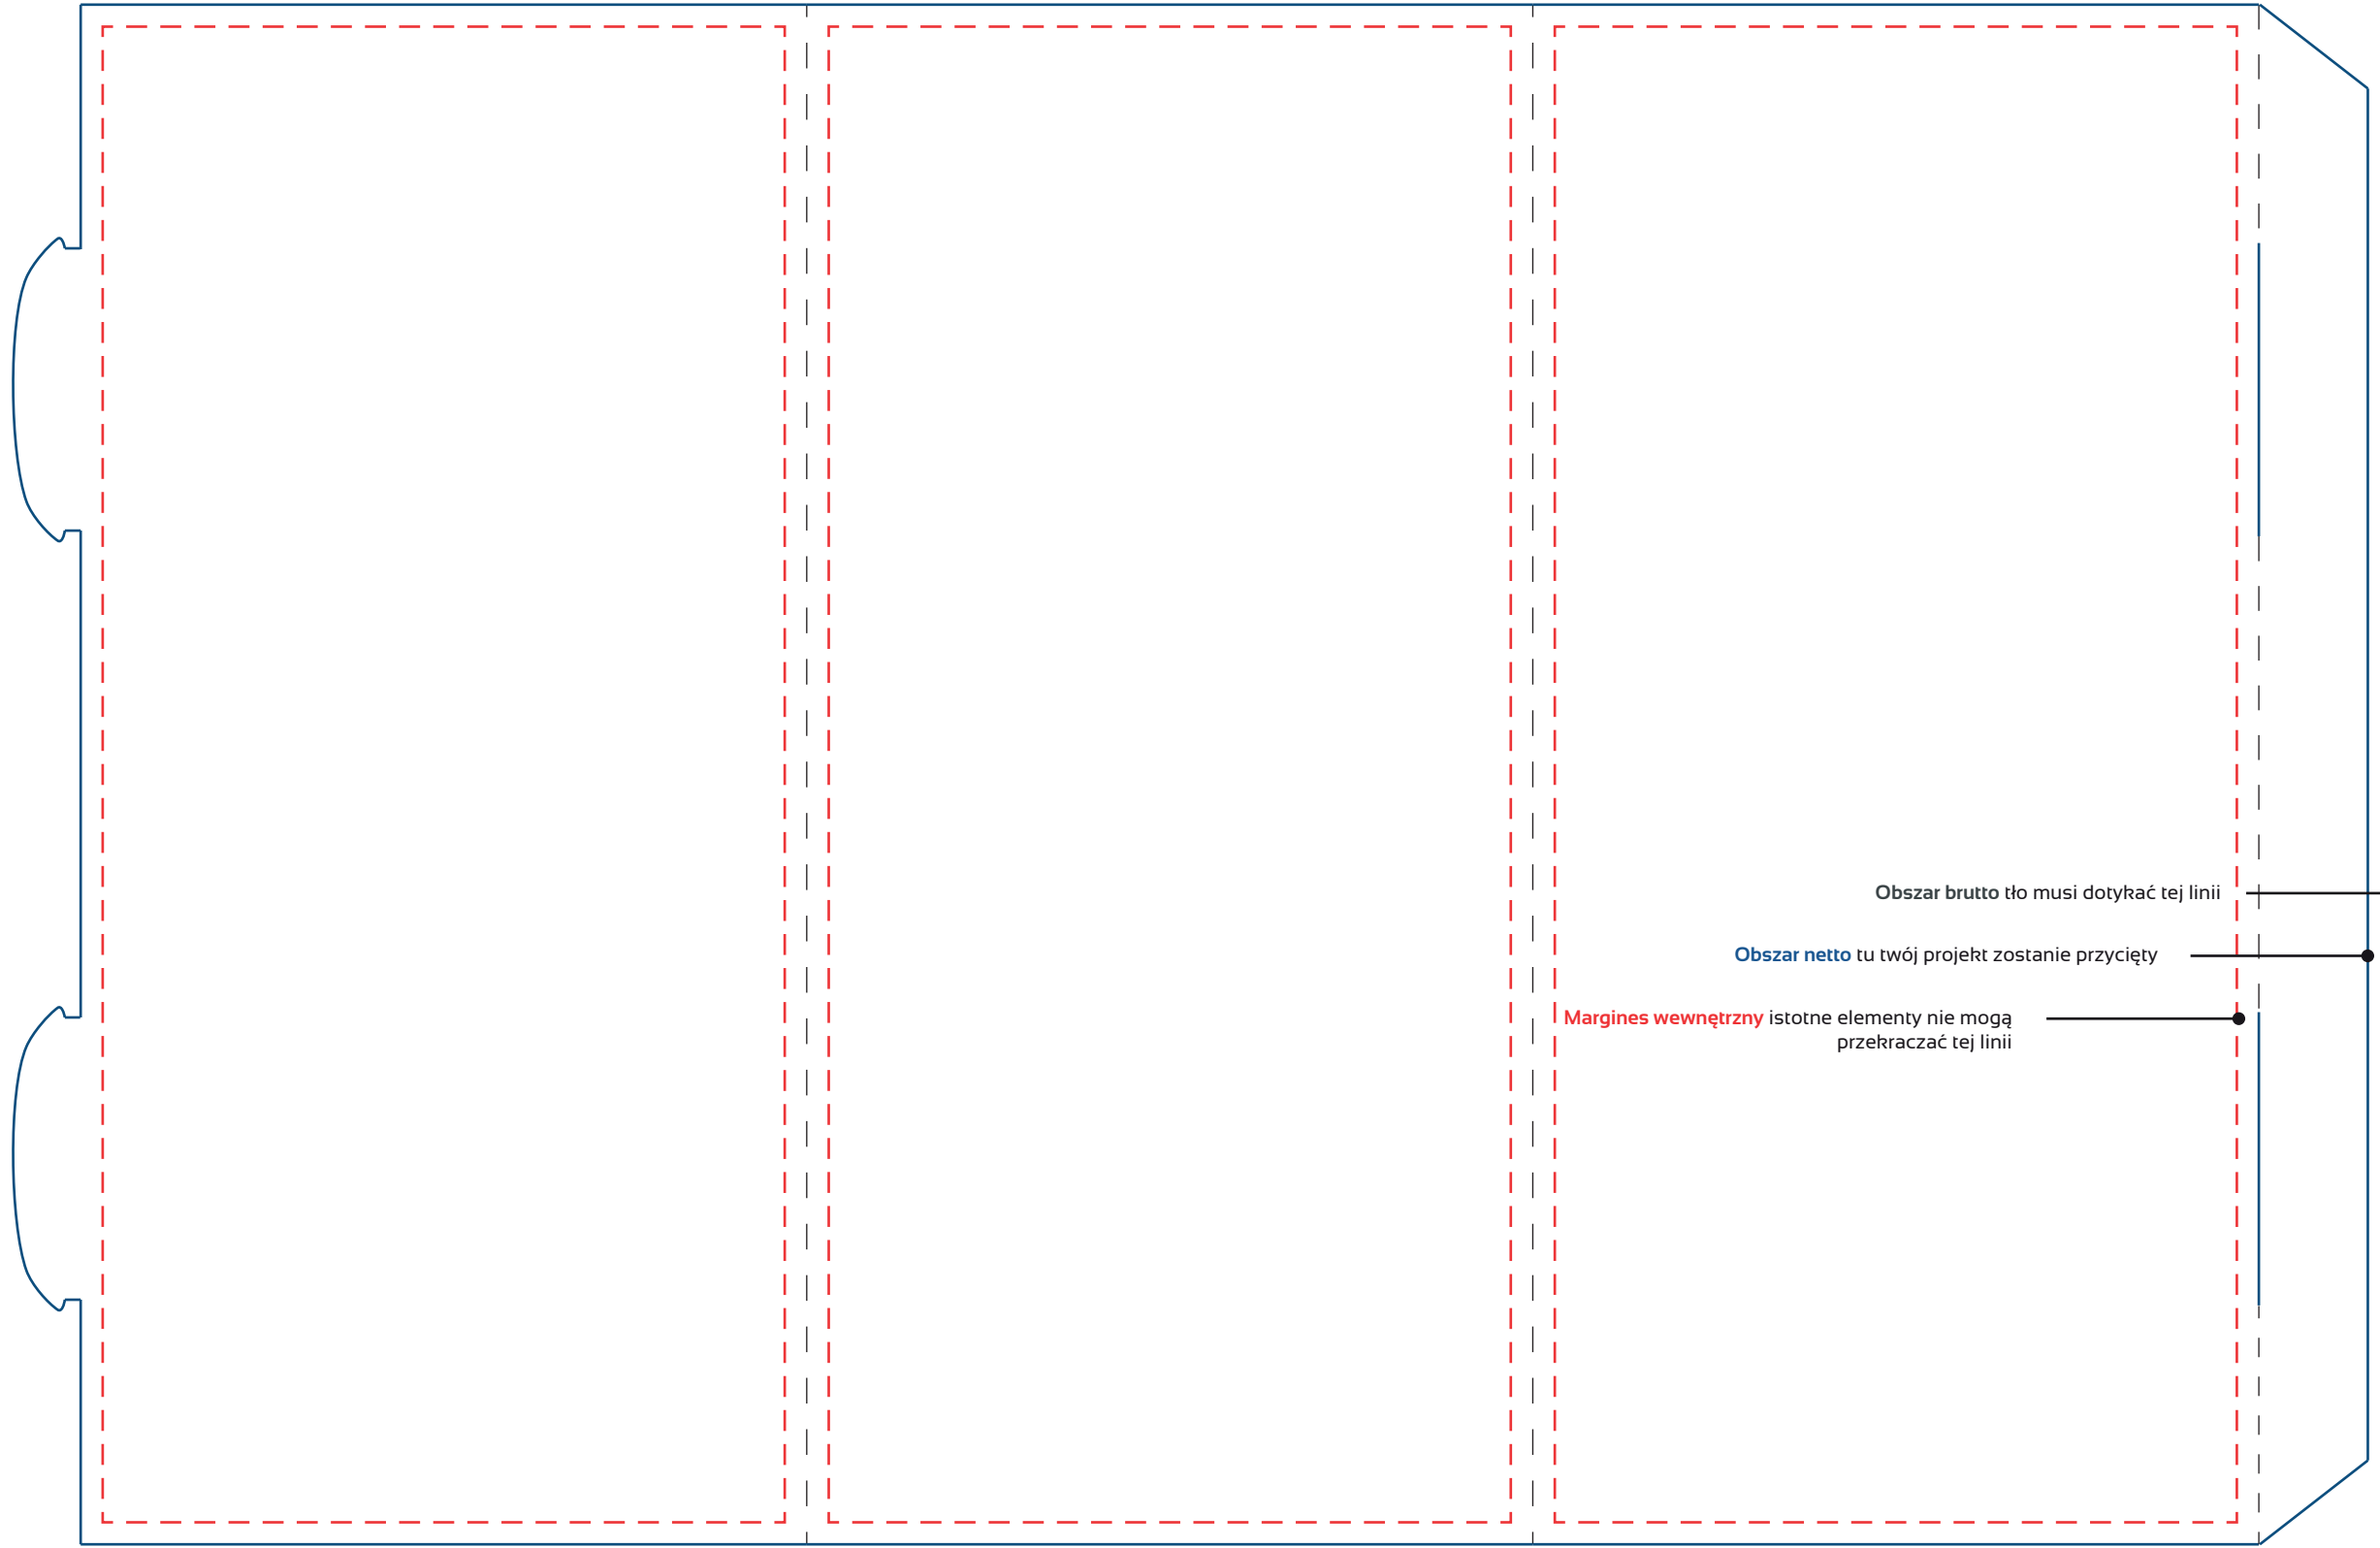 Obszar brutto tło musi dotykać tej linii
Obszar netto tu twój projekt zostanie przycięty
Margines wewnętrzny istotne elementy nie mogą
przekraczać tej linii